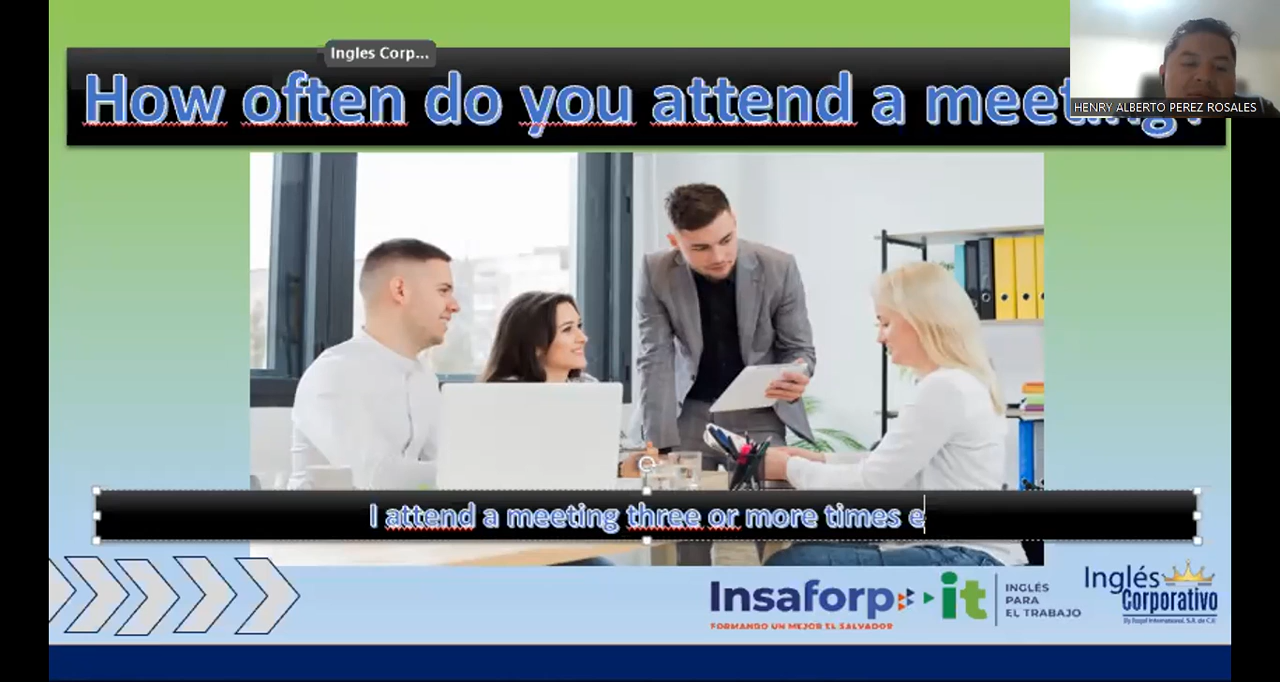 Ingles Corp...
How often do you attend a meeting?
HENRY ALBERTO PEREZ ROSALES
I attend a meeting three or more times e
Insaforp
FORMANDO UN MEJOR EL SALVADOR
it
INGLÉS
PARA
EL TRABAJO
Inglés
Corporativo